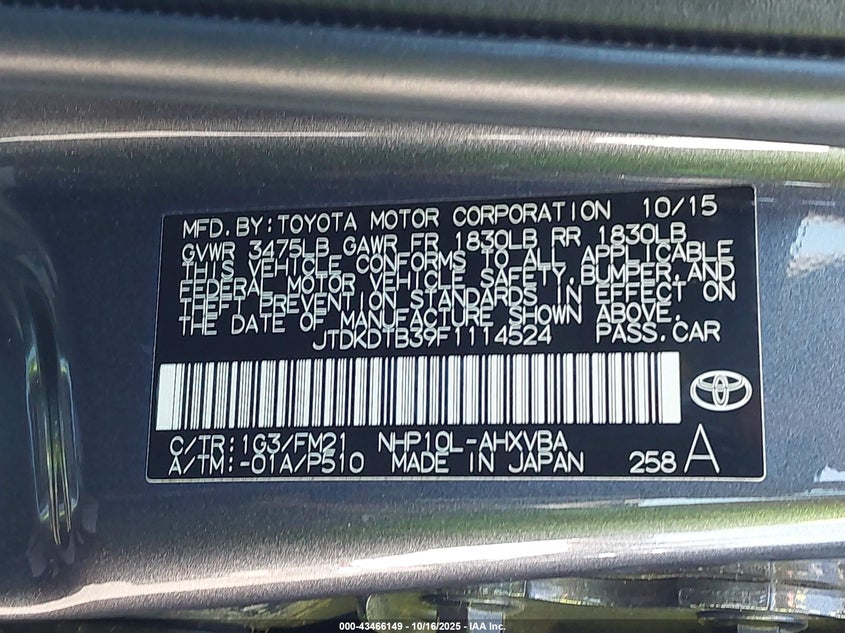 MFD. BY: TOYOTA MOTOR CORPORATION 10/15
GVWR 3475LB GAWR FR 1830LB RR 1830LB
THIS VEHICLE CONFORMS TO ALL APPLICABLE
FEDERAL MOTOR VEHICLE SAFETY, BUMPER, AND
THEFT PREVENTION STANDARDS IN EFFECT ON
THE DATE OF MANUFACTURE SHOWN ABOVE.
JTDKDTB39F1114524 PASS. CAR
C/TR: 1G3/FM21 NHP10L-AHXVBA
A/TM: -01A/P510 MADE IN JAPAN 258 A
000-43466149 - 10/16/2025 - IAA Inc.